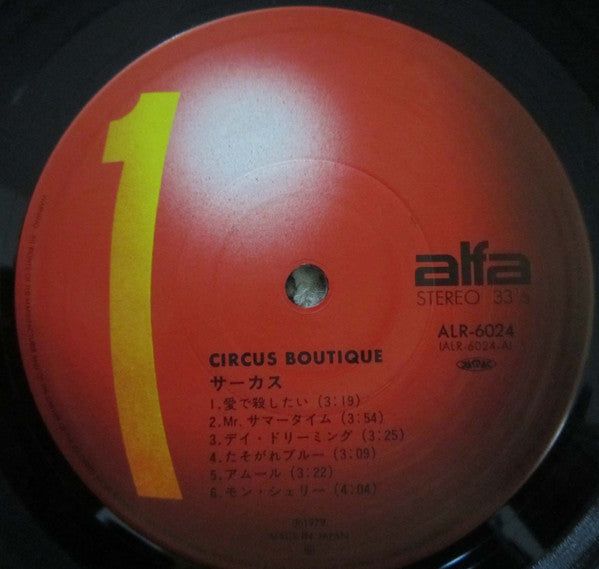 1
alfa
STEREO 33⅓
ALR-6024
(ALR-6024-A)
JASRAC
CIRCUS BOUTIQUE
サーカス
1.愛で殺したい (3:19)
2.Mr. サマータイム (3:54)
3.デイ・ドリーミング (3:25)
4.たそがれブルー (3:09)
5.アムール (3:22)
6.モン・シェリー (4:04)
Ⓟ1979
MADE IN JAPAN